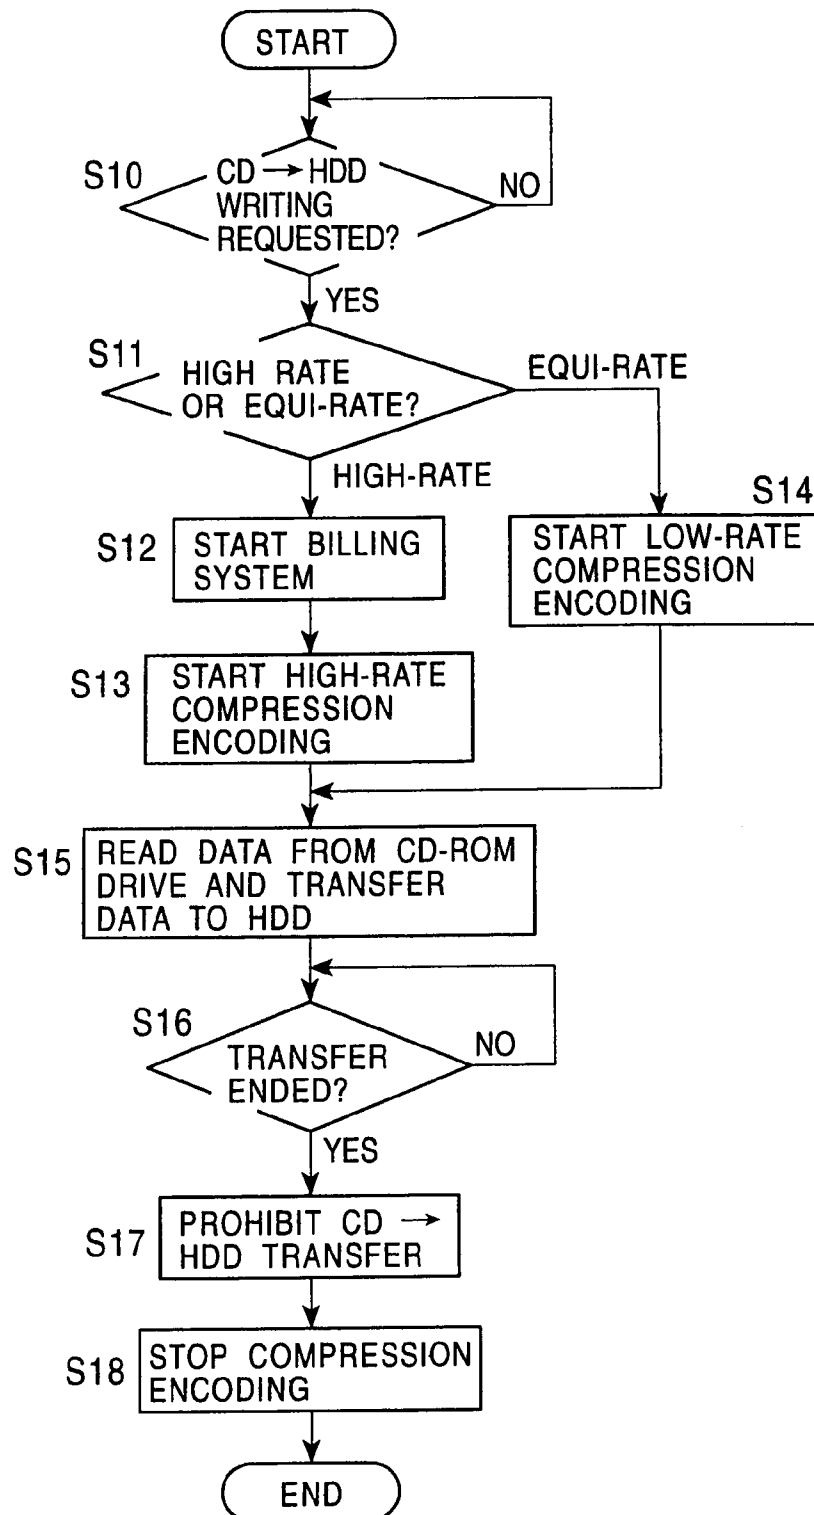 START
S10
CD → HDD
WRITING
REQUESTED?
NO
YES
S11
HIGH RATE
OR EQUI-RATE?
EQUI-RATE
HIGH-RATE
S12
START BILLING
SYSTEM
S14
START LOW-RATE
COMPRESSION
ENCODING
S13
START HIGH-RATE
COMPRESSION
ENCODING
S15
READ DATA FROM CD-ROM
DRIVE AND TRANSFER
DATA TO HDD
S16
TRANSFER
ENDED?
NO
YES
S17
PROHIBIT CD →
HDD TRANSFER
S18
STOP COMPRESSION
ENCODING
END